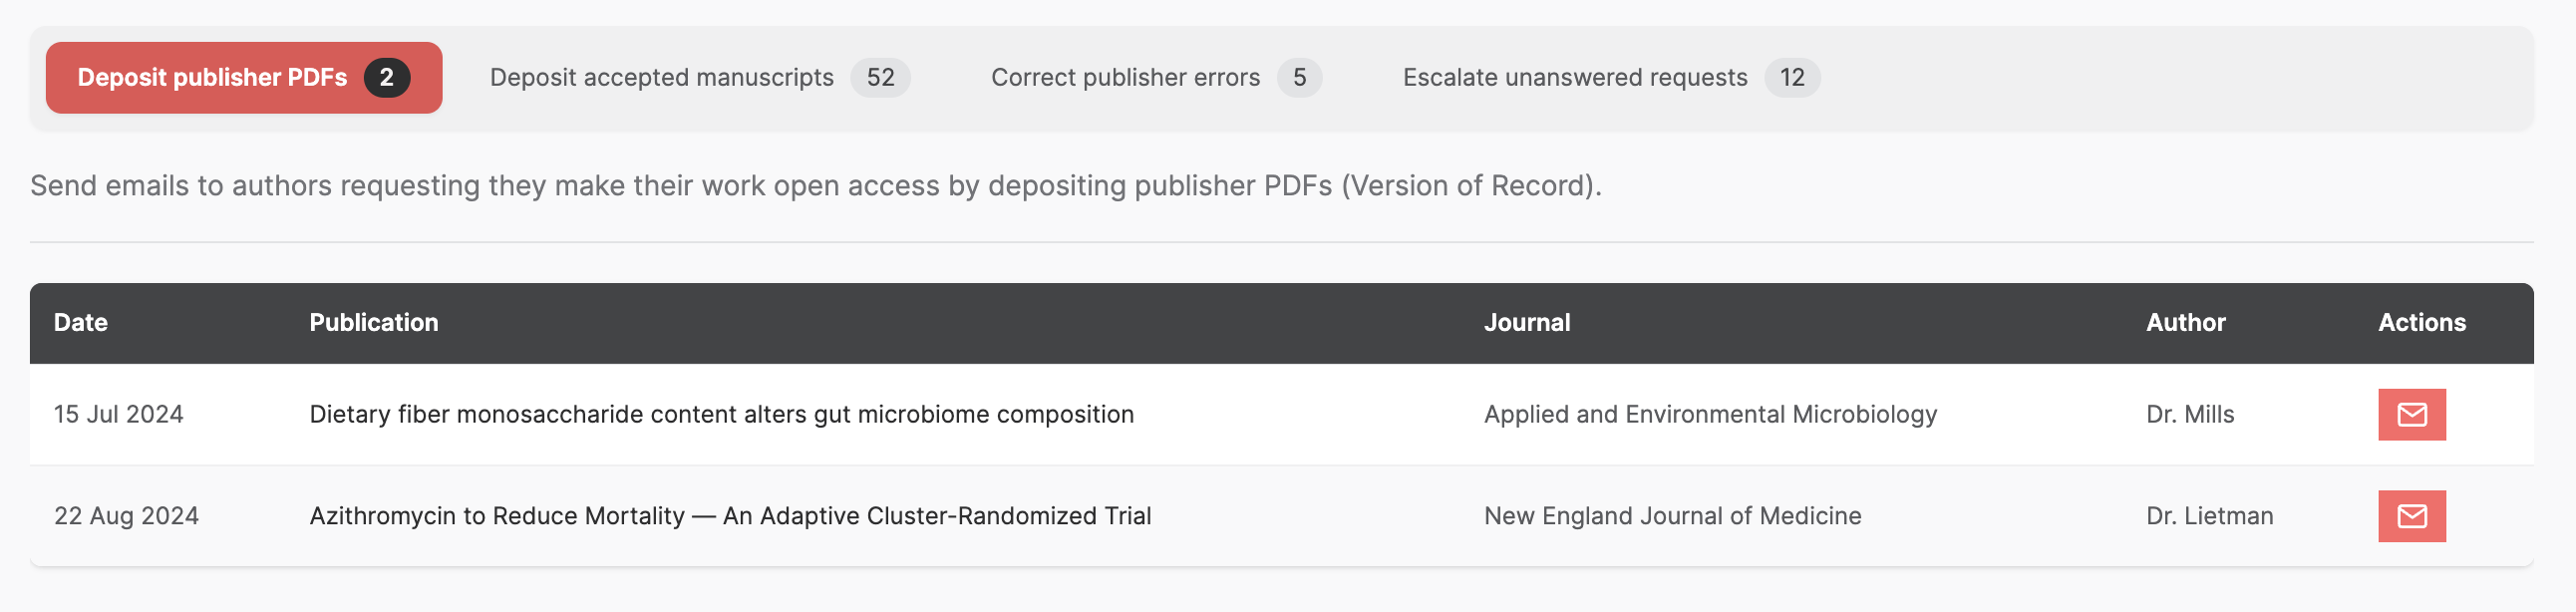 Deposit publisher PDFs 2 Deposit accepted manuscripts 52 Correct publisher errors 5 Escalate unanswered requests 12
Send emails to authors requesting they make their work open access by depositing publisher PDFs (Version of Record).
Date Publication Journal Author Actions
15 Jul 2024 Dietary fiber monosaccharide content alters gut microbiome composition Applied and Environmental Microbiology Dr. Mills
22 Aug 2024 Azithromycin to Reduce Mortality — An Adaptive Cluster-Randomized Trial New England Journal of Medicine Dr. Lietman